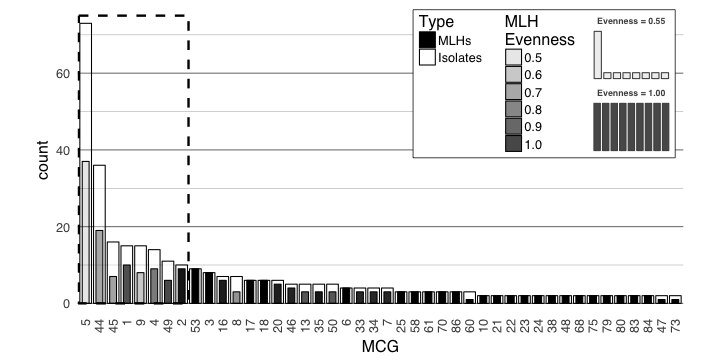 count
60
40
20
0
5 44 45 1 9 4 49 2 53 3 16 8 17 18 20 46 13 35 50 6 33 34 7 25 58 61 70 86 60 10 21 22 23 24 38 48 68 75 79 80 83 84 47 73
MCG
Type
MLHs
Isolates
MLH
Evenness
0.5
0.6
0.7
0.8
0.9
1.0
Evenness = 0.55
Evenness = 1.00